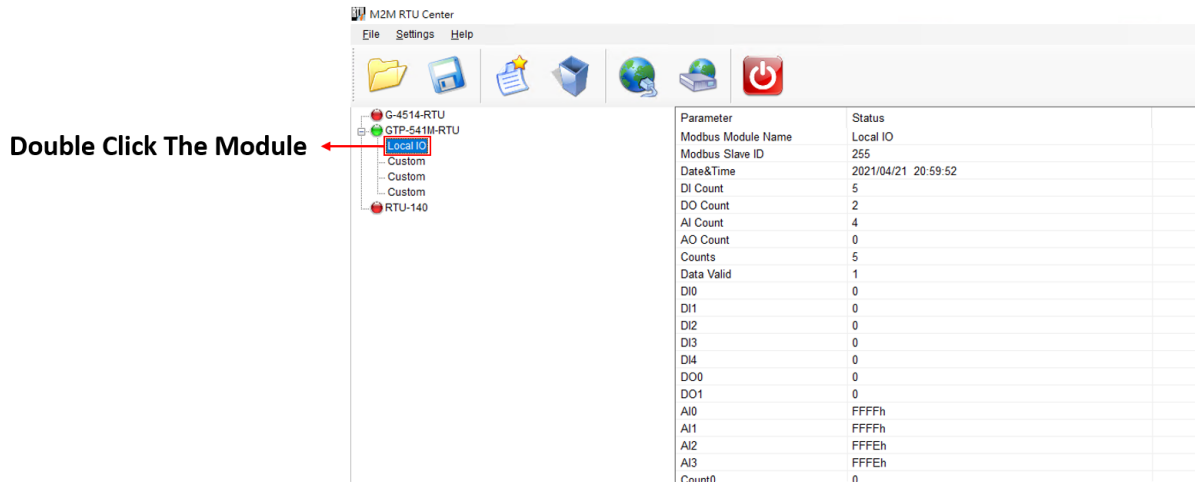 M2M RTU Center
File Settings Help
Double Click The Module
G-4514-RTU
GTP-541M-RTU
Local IO
Custom
Custom
Custom
RTU-140
Parameter Status
Modbus Module Name Local IO
Modbus Slave ID 255
Date&Time 2021/04/21 20:59:52
DI Count 5
DO Count 2
AI Count 4
AO Count 0
Counts 5
Data Valid 1
DI0 0
DI1 0
DI2 0
DI3 0
DI4 0
DO0 0
DO1 0
AI0 FFFFh
AI1 FFFFh
AI2 FFFEh
AI3 FFFEh
Count0 0